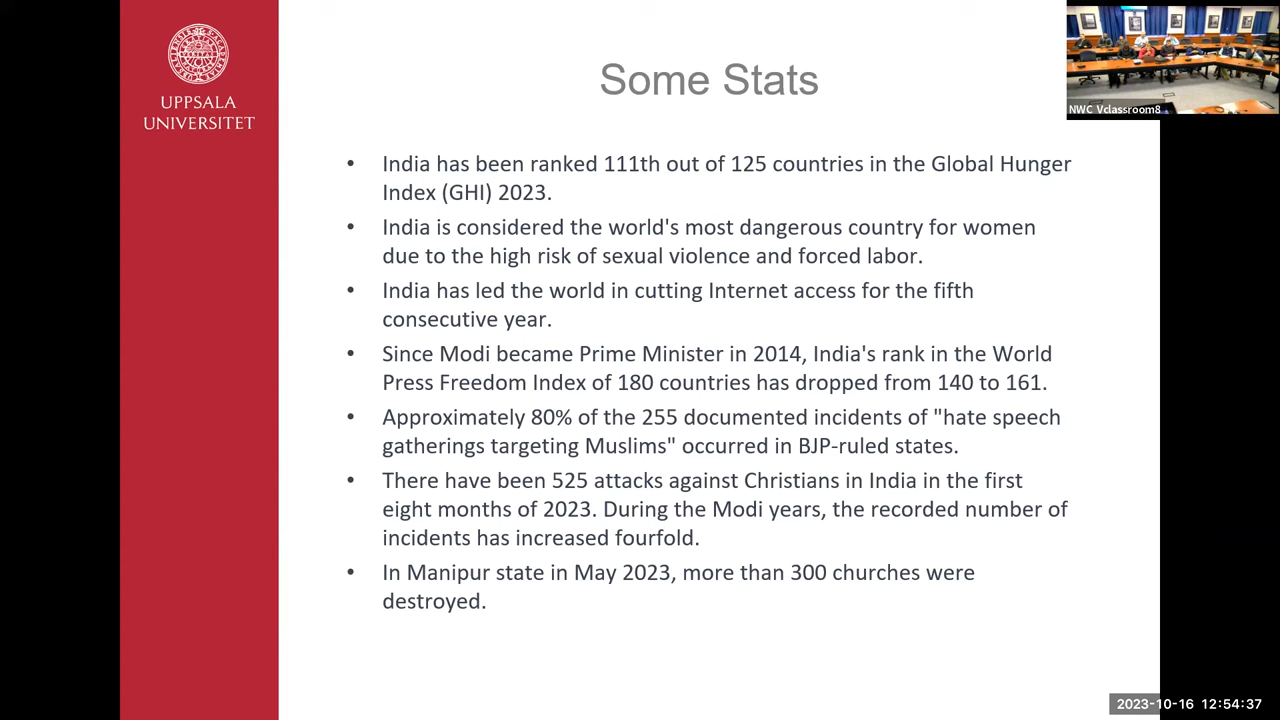 UPPSALA
UNIVERSITET
Some Stats
NWC Vclassroom8
• India has been ranked 111th out of 125 countries in the Global Hunger
Index (GHI) 2023.
• India is considered the world's most dangerous country for women
due to the high risk of sexual violence and forced labor.
• India has led the world in cutting Internet access for the fifth
consecutive year.
• Since Modi became Prime Minister in 2014, India's rank in the World
Press Freedom Index of 180 countries has dropped from 140 to 161.
• Approximately 80% of the 255 documented incidents of "hate speech
gatherings targeting Muslims" occurred in BJP-ruled states.
• There have been 525 attacks against Christians in India in the first
eight months of 2023. During the Modi years, the recorded number of
incidents has increased fourfold.
• In Manipur state in May 2023, more than 300 churches were
destroyed.
2023-10-16 12:54:37